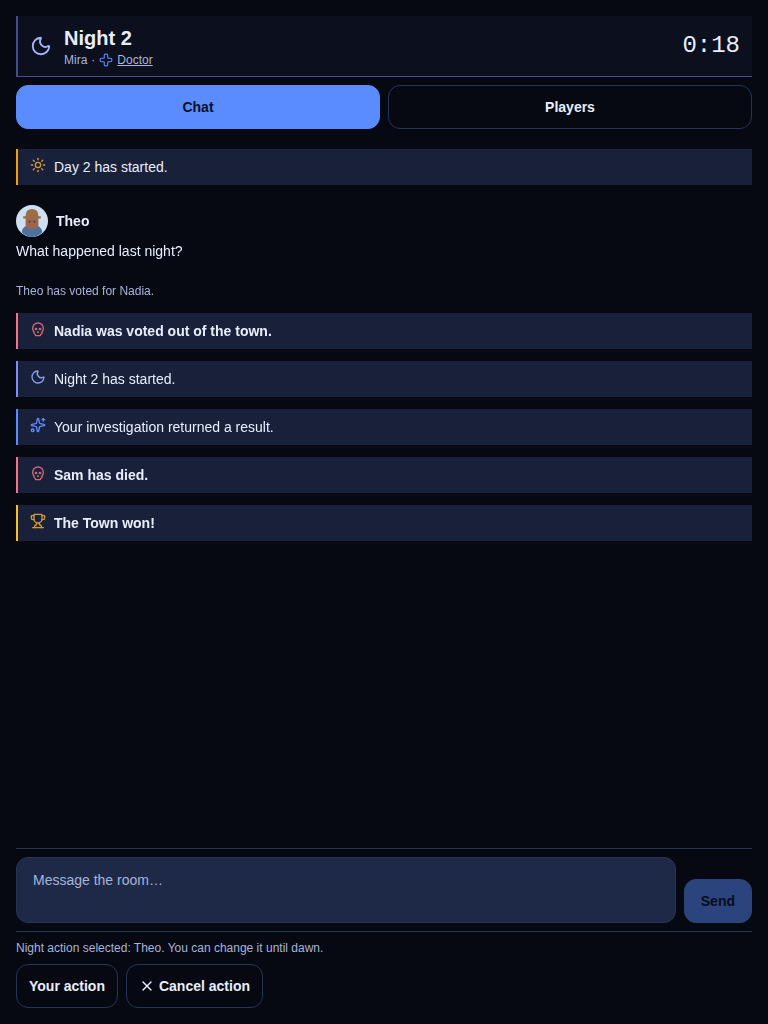 Night 2
Mira · Doctor
0:18
Chat
Players
Day 2 has started.
Theo
What happened last night?
Theo has voted for Nadia.
Nadia was voted out of the town.
Night 2 has started.
Your investigation returned a result.
Sam has died.
The Town won!
Message the room…
Send
Night action selected: Theo. You can change it until dawn.
Your action
Cancel action